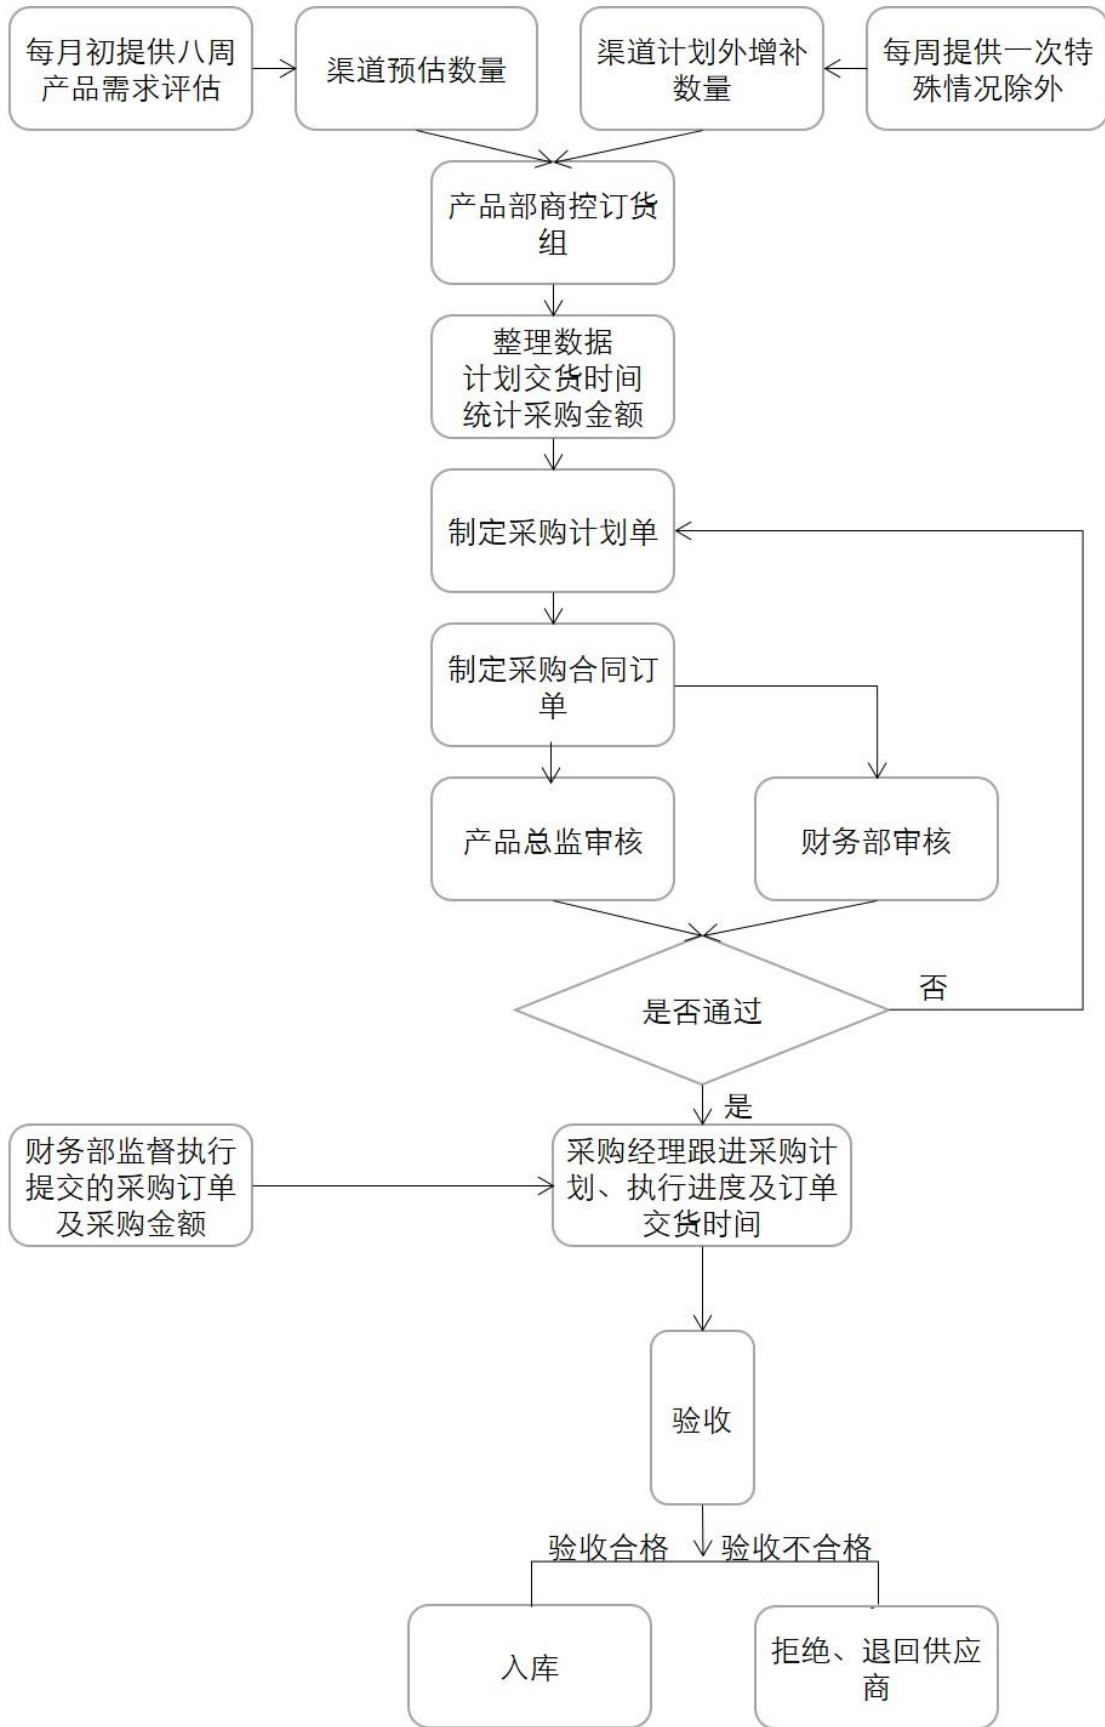 每月初提供八周
产品需求评估
渠道预估数量
渠道计划外增补
数量
每周提供一次特
殊情况除外
产品部商控订货
组
整理数据
计划交货时间
统计采购金额
制定采购计划单
制定采购合同订
单
产品总监审核
财务部审核
是否通过
否
是
财务部监督执行
提交的采购订单
及采购金额
采购经理跟进采购计
划、执行进度及订单
交货时间
验收
验收合格
验收不合格
入库
拒绝、退回供应
商